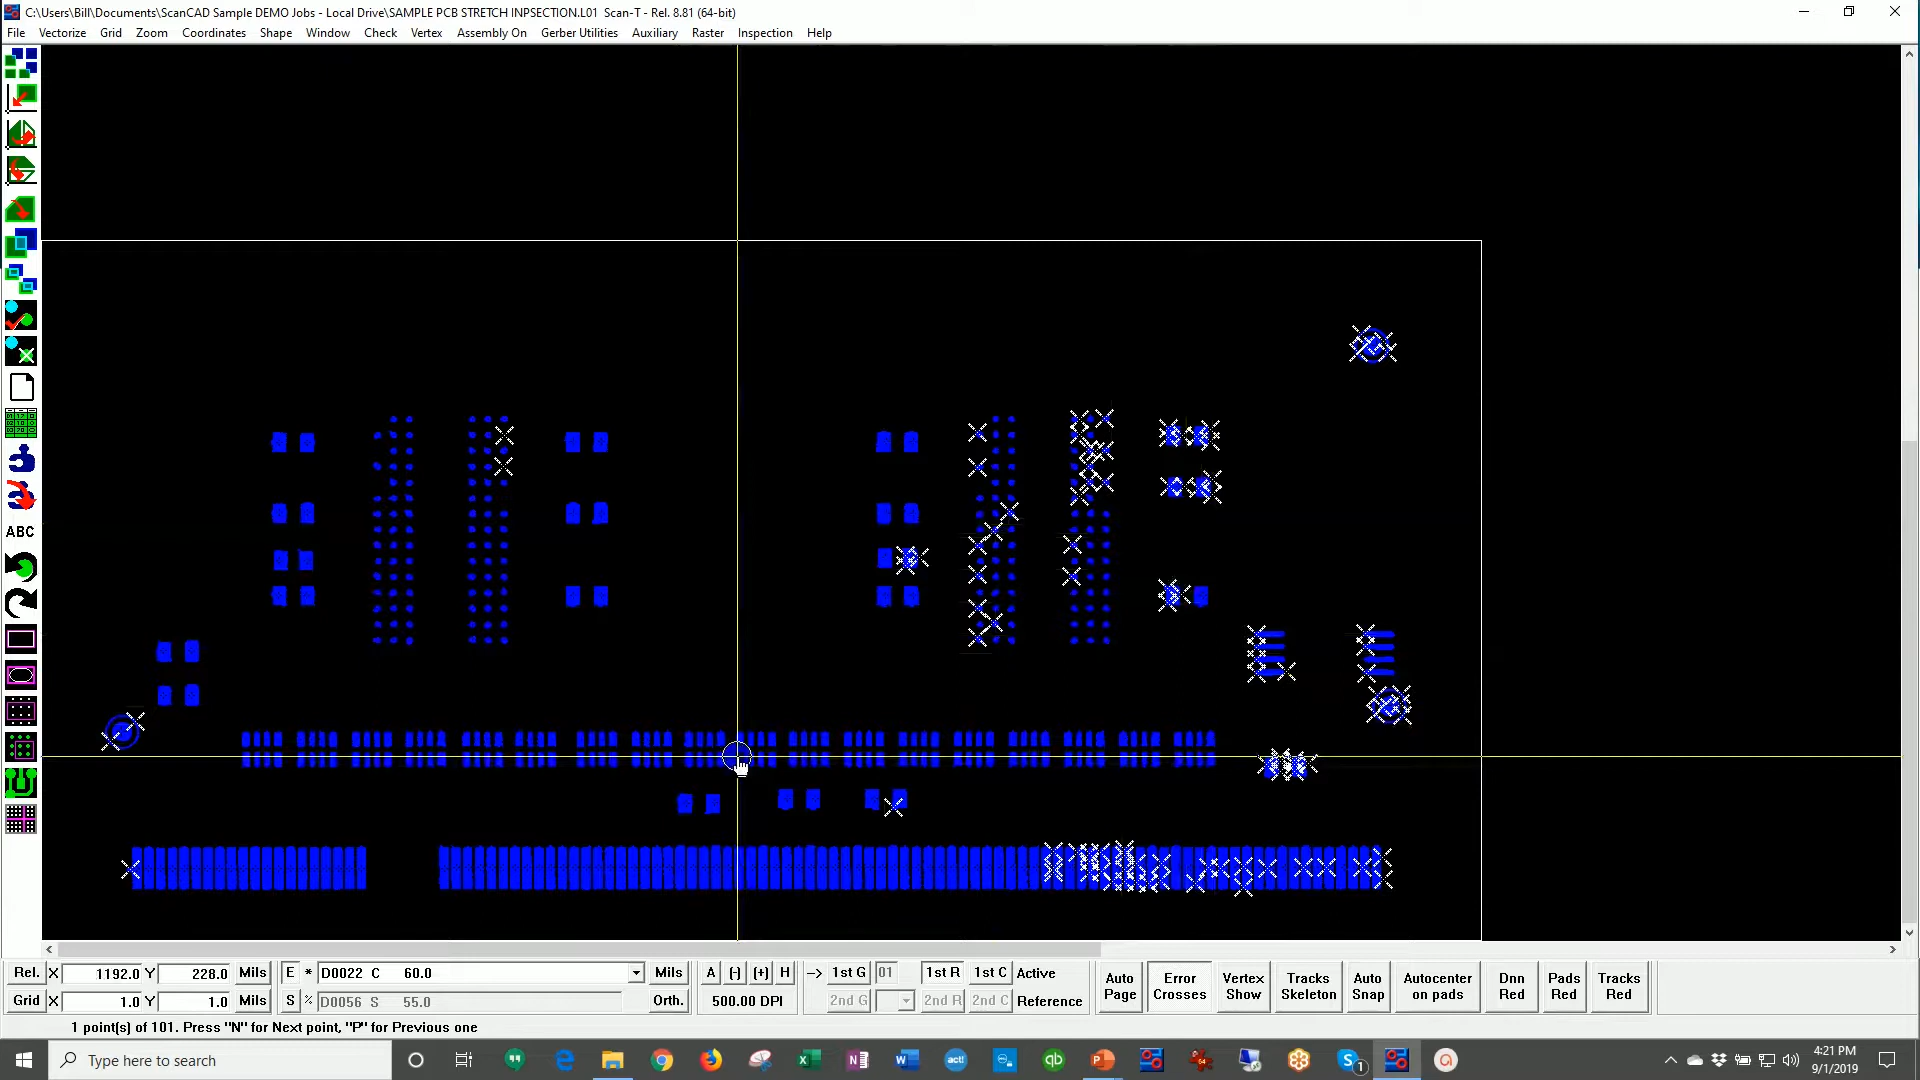 C:\Users\Bill\Documents\ScanCAD Sample DEMO Jobs - Local Drive\SAMPLE PCB STRETCH INPSECTION.L01 Scan-T - Rel. 8.81 (64-bit)
File Vectorize Grid Zoom Coordinates Shape Window Check Vertex Assembly On Gerber Utilities Auxiliary Raster Inspection Help
ABC
Rel. X 1192.0 Y 228.0 Mils E * D0022 C 60.0 Mils A (-) (+) H -> 1st G 01 1st R 1st C Active
Grid X 1.0 Y 1.0 Mils S % D0056 S 55.0 Orth. 500.00 DPI 2nd G 2nd R 2nd C Reference
Auto Page
Error Crosses
Vertex Show
Tracks Skeleton
Auto Snap
Autocenter on pads
Dnn Red
Pads Red
Tracks Red
1 point(s) of 101. Press "N" for Next point, "P" for Previous one
Type here to search
act!
qb
64
1
4:21 PM
9/1/2019